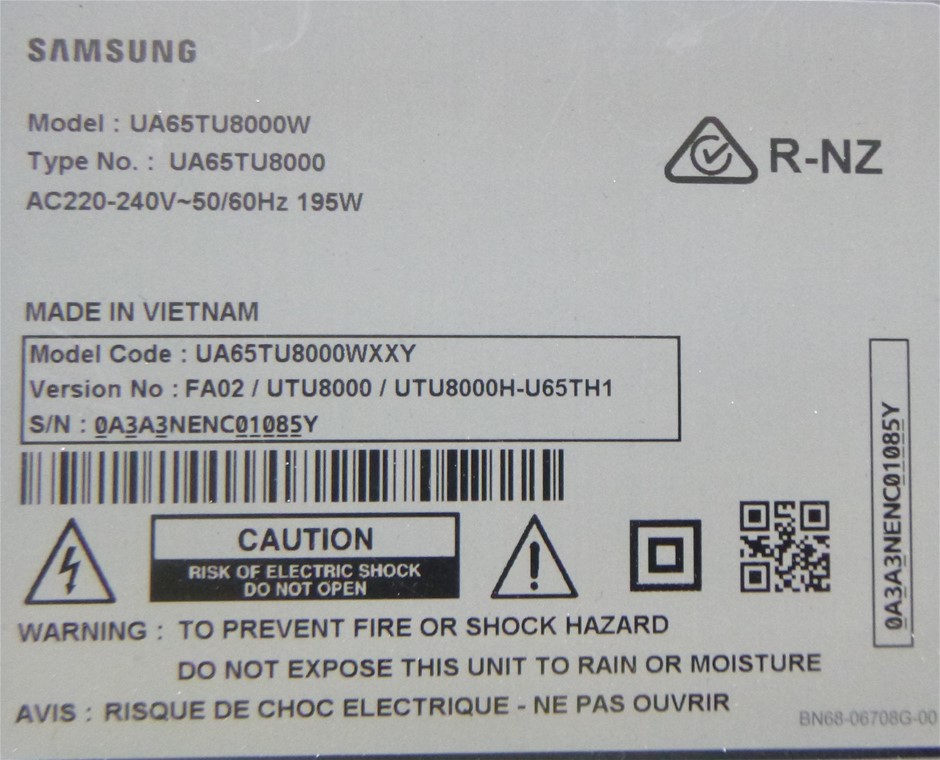 SAMSUNG
Model : UA65TU8000W
Type No. : UA65TU8000
AC220-240V~50/60Hz 195W
R-NZ
MADE IN VIETNAM
Model Code : UA65TU8000WXXY
Version No : FA02 / UTU8000 / UTU8000H-U65TH1
S/N : 0A3A3NENC01085Y
0A3A3NENC01085Y
CAUTION
RISK OF ELECTRIC SHOCK
DO NOT OPEN
WARNING : TO PREVENT FIRE OR SHOCK HAZARD
DO NOT EXPOSE THIS UNIT TO RAIN OR MOISTURE
AVIS : RISQUE DE CHOC ELECTRIQUE - NE PAS OUVRIR
BN68-06708G-00